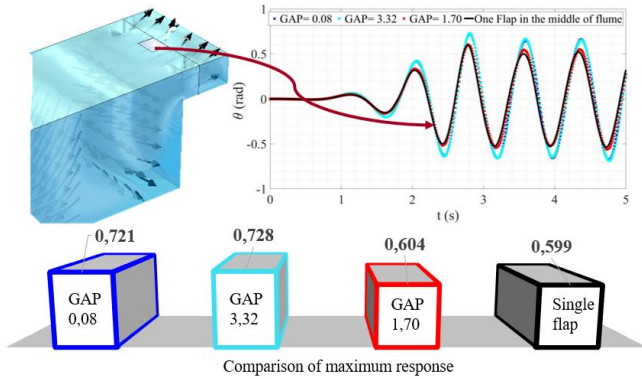 GAP= 0.08 GAP= 3.32 GAP= 1.70 One Flap in the middle of flume
1
0.5
0
-0.5
-1
θ (rad)
0 1 2 3 4 5
t (s)
0,721
0,728
0,604
0,599
GAP
0,08
GAP
3,32
GAP
1,70
Single
flap
Comparison of maximum response